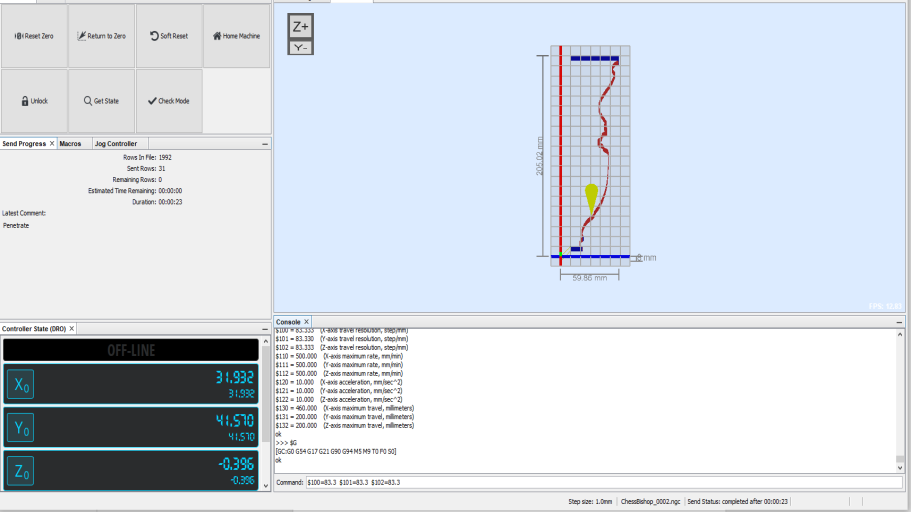 Reset Zero
Return to Zero
Soft Reset
Home Machine
Unlock
Get State
Check Mode
Send Progress
Macros
Jog Controller
Rows In File: 1992
Sent Rows: 31
Remaining Rows: 0
Estimated Time Remaining: 00:00:00
Duration: 00:00:23
Latest Comment:
Penetrate
Controller State (DRO)
OFF-LINE
X0
31.932
31.932
Y0
41.570
41.570
Z0
-0.396
-0.396
Z+
Y-
205.02 mm
59.86 mm
mm
Console
$100 = 83.333 (X-axis travel resolution, step/mm)
$101 = 83.330 (Y-axis travel resolution, step/mm)
$102 = 83.333 (Z-axis travel resolution, step/mm)
$110 = 500.000 (X-axis maximum rate, mm/min)
$111 = 500.000 (Y-axis maximum rate, mm/min)
$112 = 500.000 (Z-axis maximum rate, mm/min)
$120 = 10.000 (X-axis acceleration, mm/sec^2)
$121 = 10.000 (Y-axis acceleration, mm/sec^2)
$122 = 10.000 (Z-axis acceleration, mm/sec^2)
$130 = 460.000 (X-axis maximum travel, millimeters)
$131 = 200.000 (Y-axis maximum travel, millimeters)
$132 = 200.000 (Z-axis maximum travel, millimeters)
ok
>>> $G
[GC:G0 G54 G17 G21 G90 G94 M5 M9 T0 F0 S0]
ok
Command: $100=83.3 $101=83.3 $102=83.3
Step size: 1.0mm
ChessBishop_0002.ngc
Send Status: completed after 00:00:23